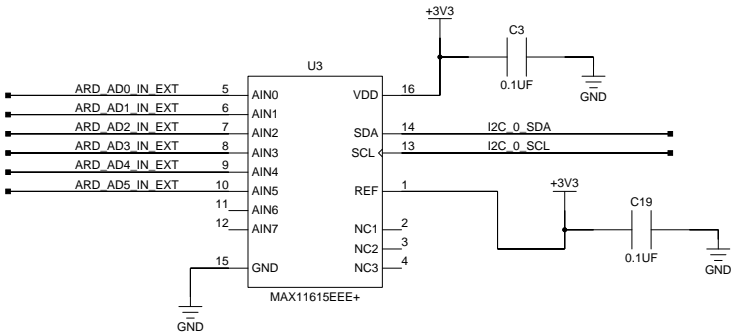 +3V3
C3
0.1UF
GND
U3
ARD_AD0_IN_EXT 5 AIN0 VDD 16
ARD_AD1_IN_EXT 6 AIN1
ARD_AD2_IN_EXT 7 AIN2 SDA 14 I2C_0_SDA
ARD_AD3_IN_EXT 8 AIN3 SCL 13 I2C_0_SCL
ARD_AD4_IN_EXT 9 AIN4
ARD_AD5_IN_EXT 10 AIN5 REF 1
11 AIN6
12 AIN7 NC1 2
NC2 3
15 GND NC3 4
MAX11615EEE+
GND
+3V3
C19
0.1UF
GND